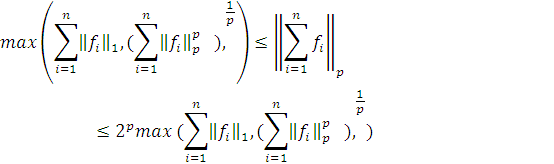 max(∑_{i=1}^{n}‖f_i‖_1,(∑_{i=1}^{n}‖f_i‖_p^p ),^{1/p}) ≤ ‖∑_{i=1}^{n} f_i‖_p
≤ 2^p max (∑_{i=1}^{n}‖f_i‖_1,(∑_{i=1}^{n}‖f_i‖_p^p ),^{1/p} )